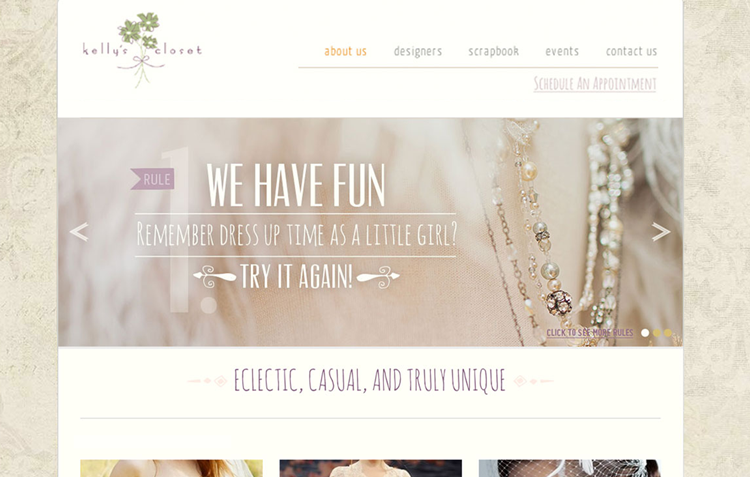 kelly's closet
about us designers scrapbook events contact us
Schedule An Appointment
RULE
1.
WE HAVE FUN
Remember dress up time as a little girl?
TRY IT AGAIN!
CLICK TO SEE MORE RULES
ECLECTIC, CASUAL, AND TRULY UNIQUE